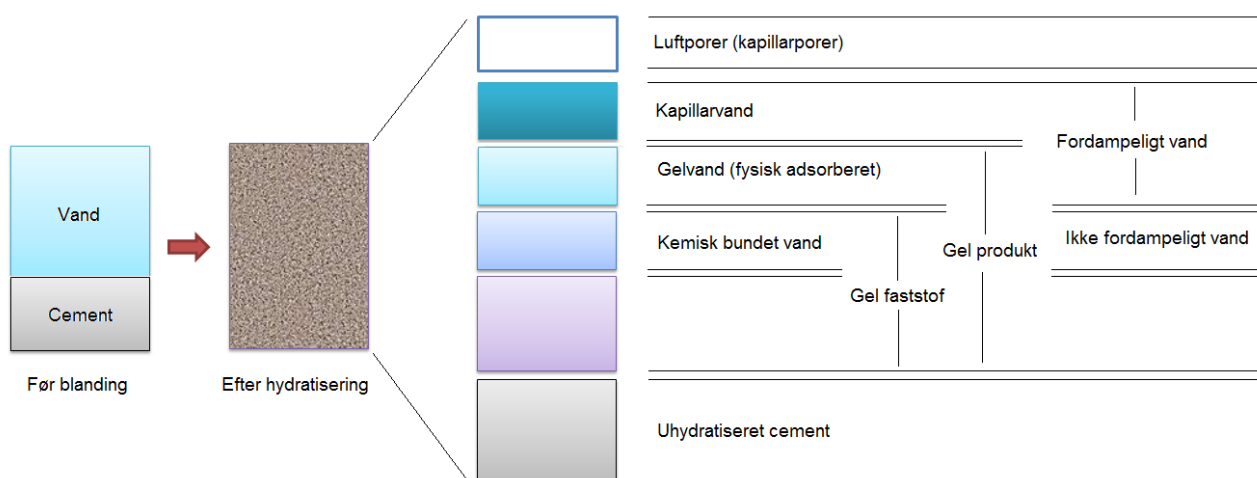 Luftporer (kapillarporer)
Kapillarvand
Fordampeligt vand
Gelvand (fysisk adsorberet)
Vand
Kemisk bundet vand
Ikke fordampeligt vand
Gel produkt
Gel faststof
Cement
Før blanding
Efter hydratisering
Uhydratiseret cement